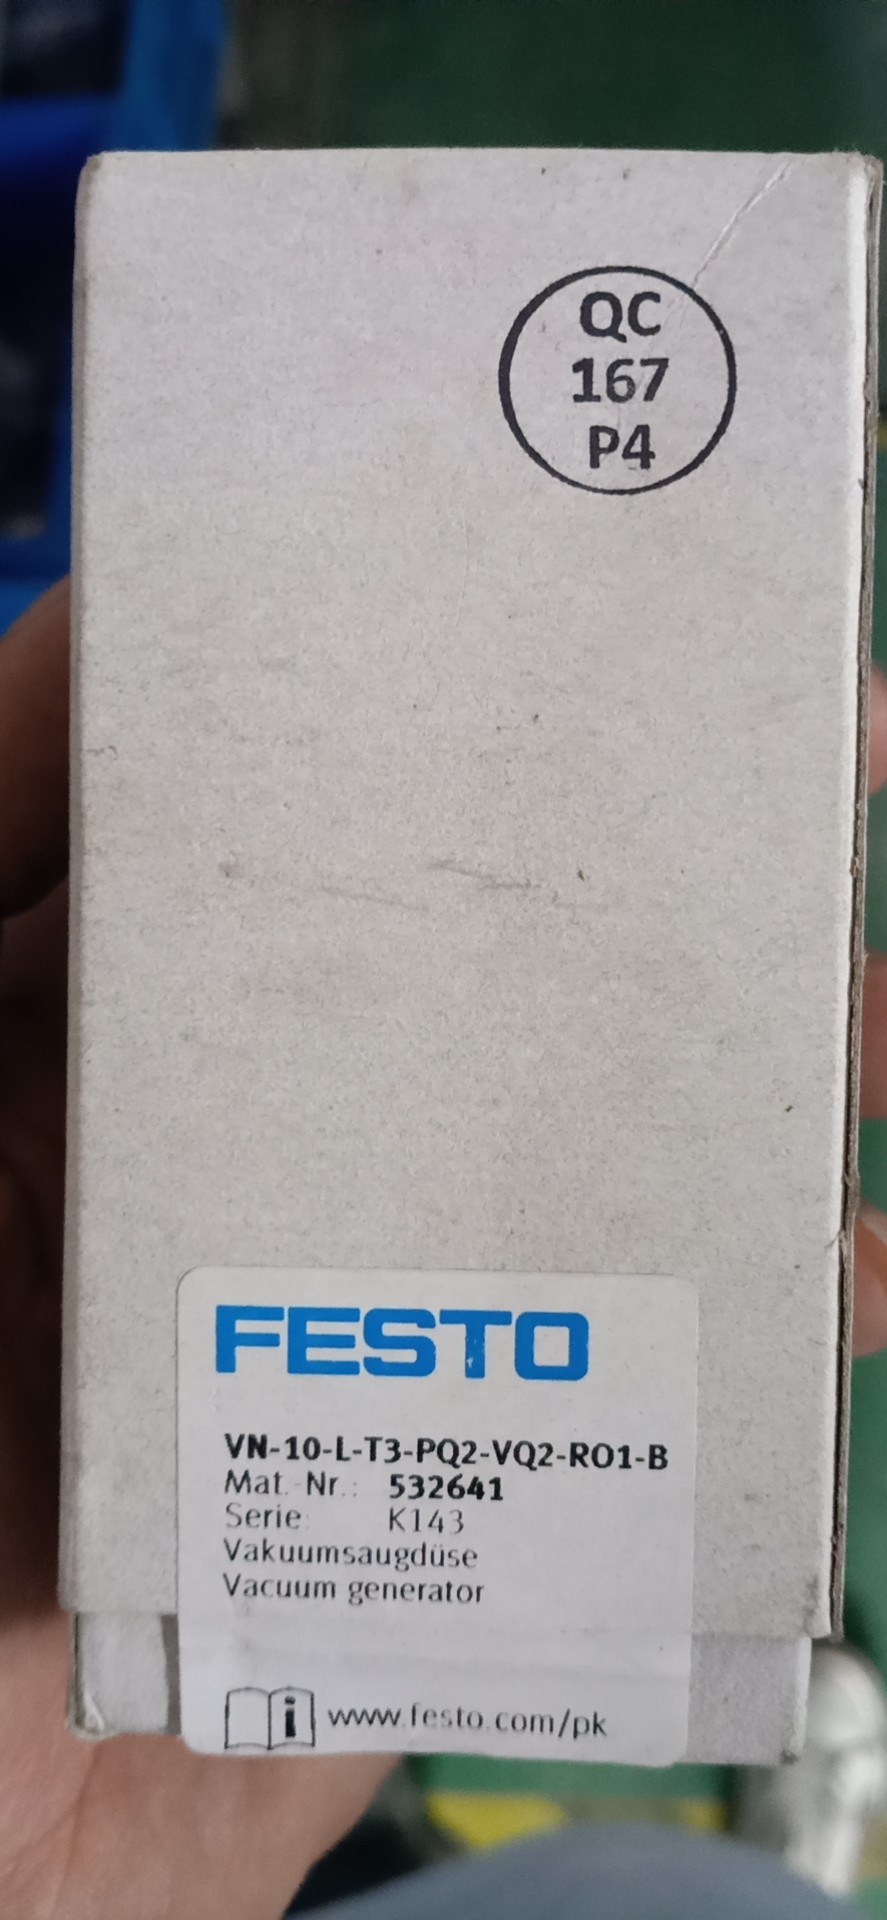 QC
167
P4
FESTO
VN-10-L-T3-PQ2-VQ2-RO1-B
Mat.-Nr.: 532641
Serie: K143
Vakuumsaugdüse
Vacuum generator
i www.festo.com/pk